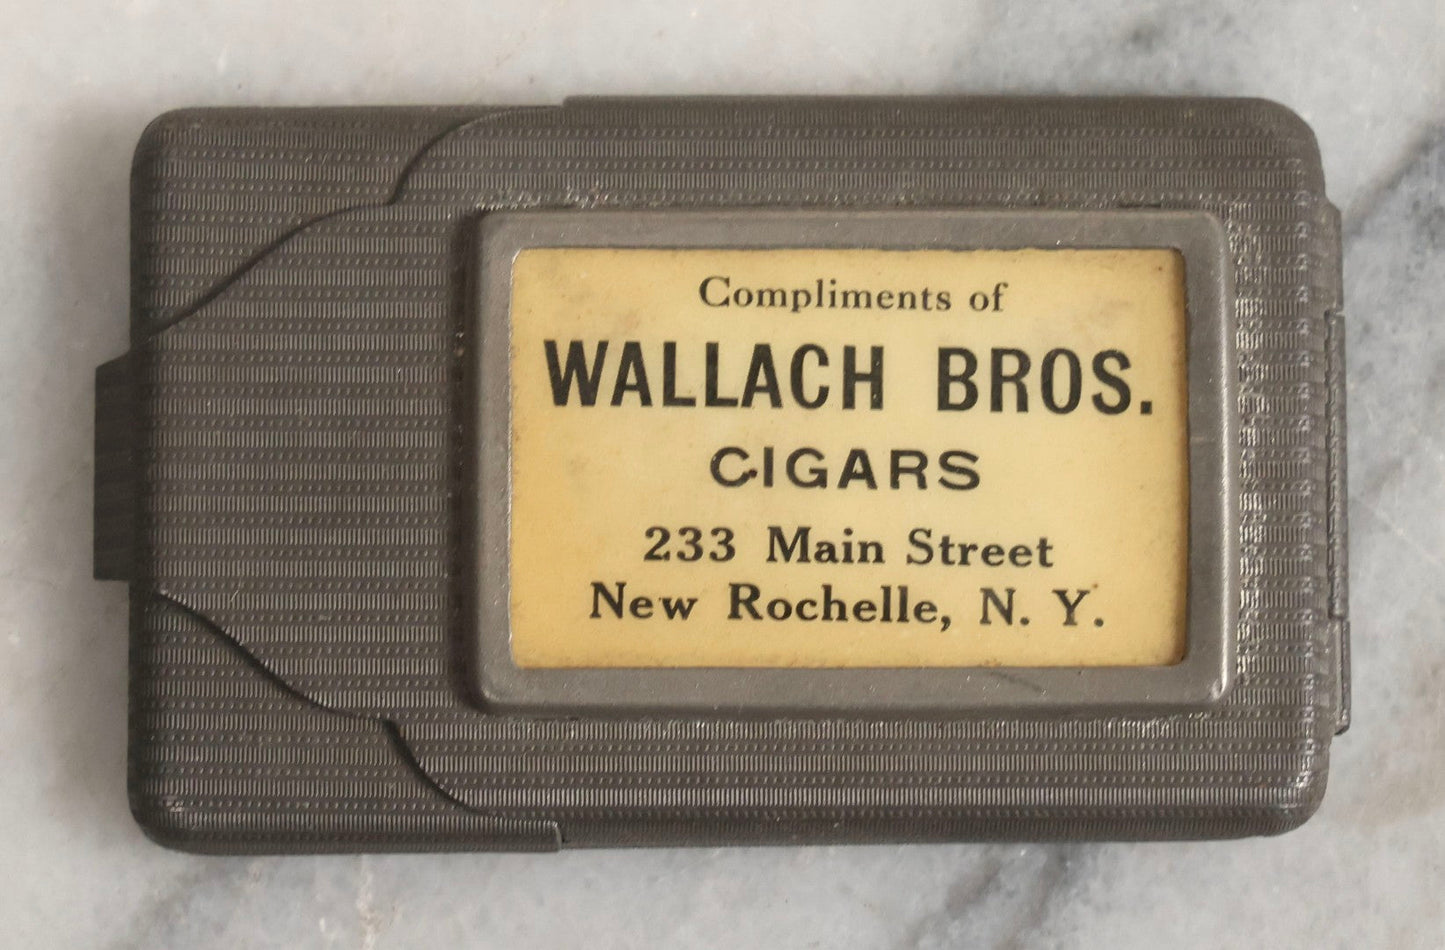 Compliments of
WALLACH BROS.
CIGARS
233 Main Street
New Rochelle, N. Y.